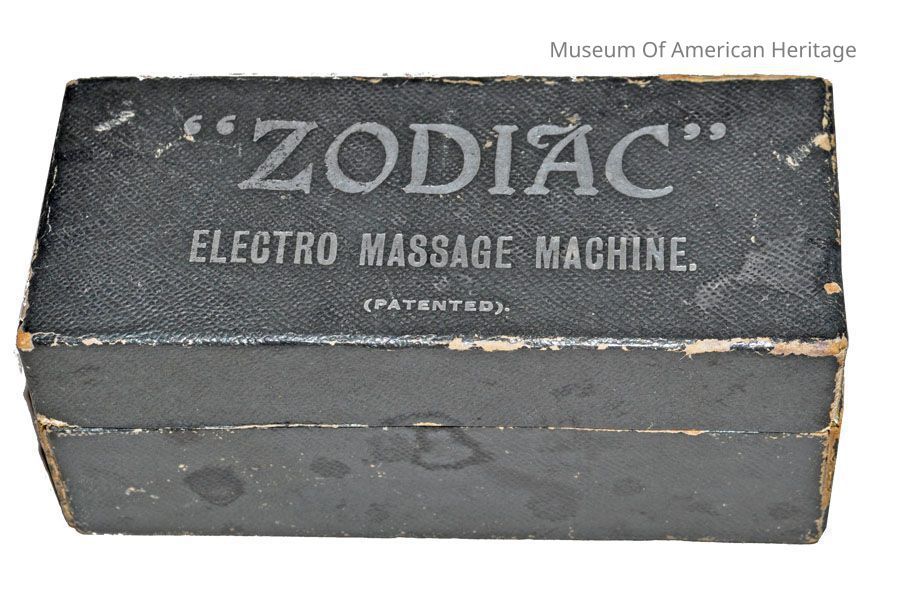 Museum Of American Heritage
“ZODIAC”
ELECTRO MASSAGE MACHINE.
(PATENTED).